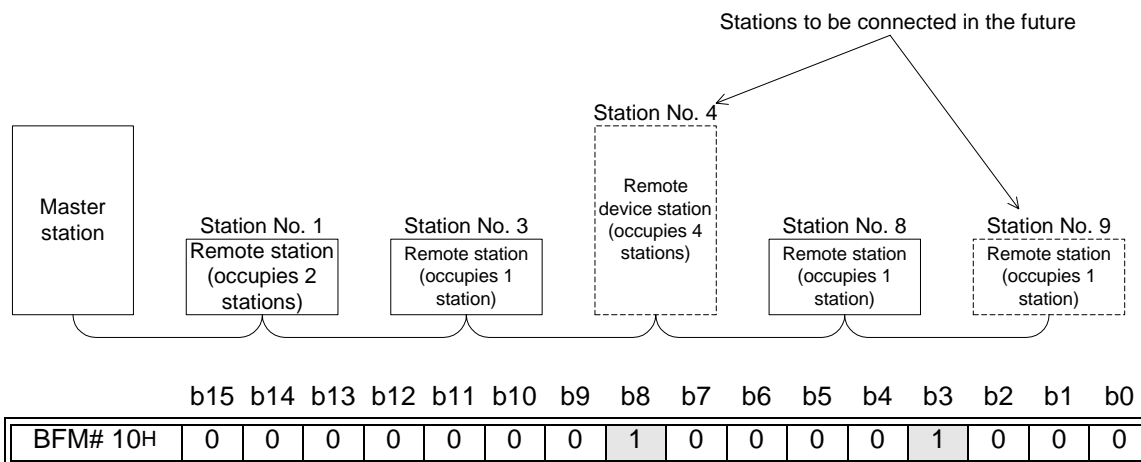 Stations to be connected in the future
Station No. 4
Master
station
Station No. 1
Remote station
(occupies 2
stations)
Station No. 3
Remote station
(occupies 1
station)
Remote
device station
(occupies 4
stations)
Station No. 8
Remote station
(occupies 1
station)
Station No. 9
Remote station
(occupies 1
station)
b15 b14 b13 b12 b11 b10 b9 b8 b7 b6 b5 b4 b3 b2 b1 b0
BFM# 10H 0 0 0 0 0 0 0 1 0 0 0 0 1 0 0 0